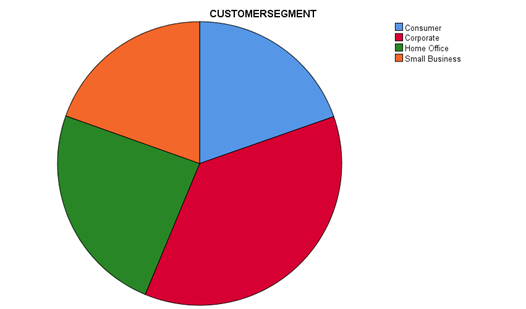 CUSTOMERSEGMENT
Consumer
Corporate
Home Office
Small Business